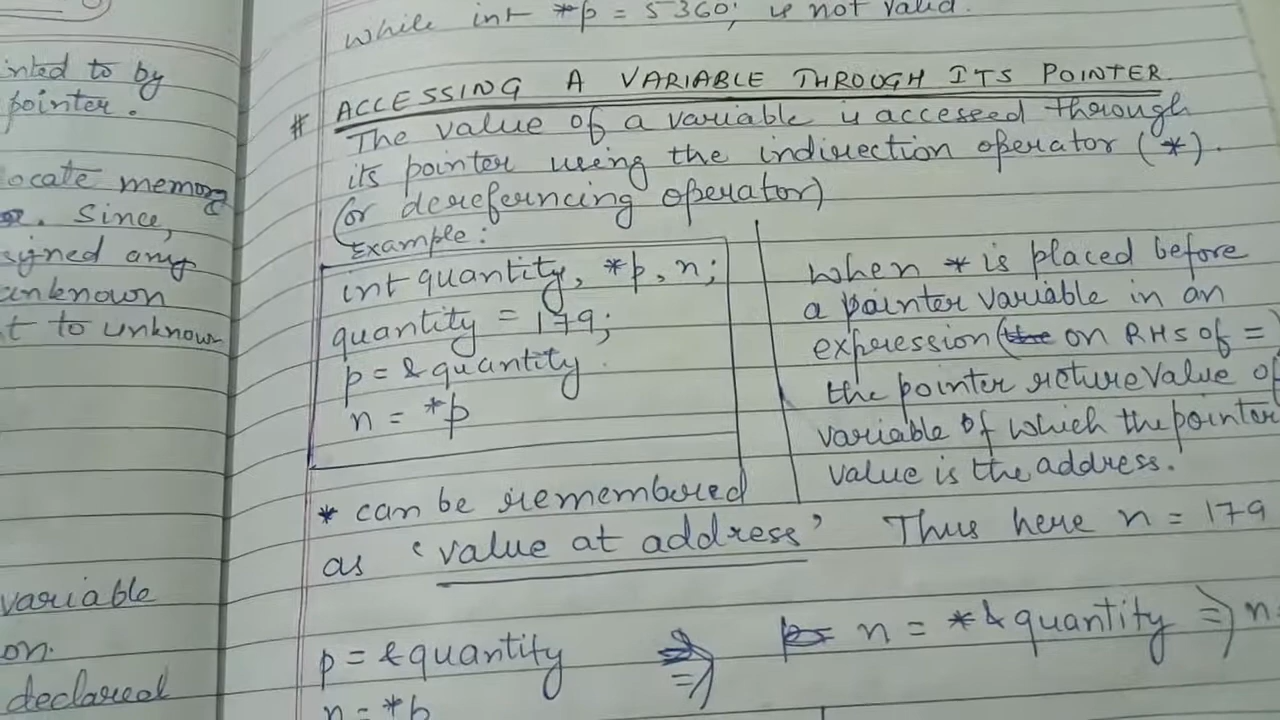 inted to by
pointer.
ocate memory
. Since,
signed any
unknown
t to unknown
variable
on.
declared
while int *p = 5360; is not valid.
# ACCESSING A VARIABLE THROUGH ITS POINTER
The value of a variable is accessed through
its pointer using the indirection operator (*).
(or dereferncing operator)
Example:
int quantity, *p, n;
quantity = 179;
p = & quantity
n = *p
when * is placed before
a pointer variable in an
expression (the on RHS of =)
the pointer returevalue of
variable of which the pointer
value is the address.
* can be remembered
as 'value at address' Thus here n = 179
p = &quantity => p= n = *& quantity => n
n = *p